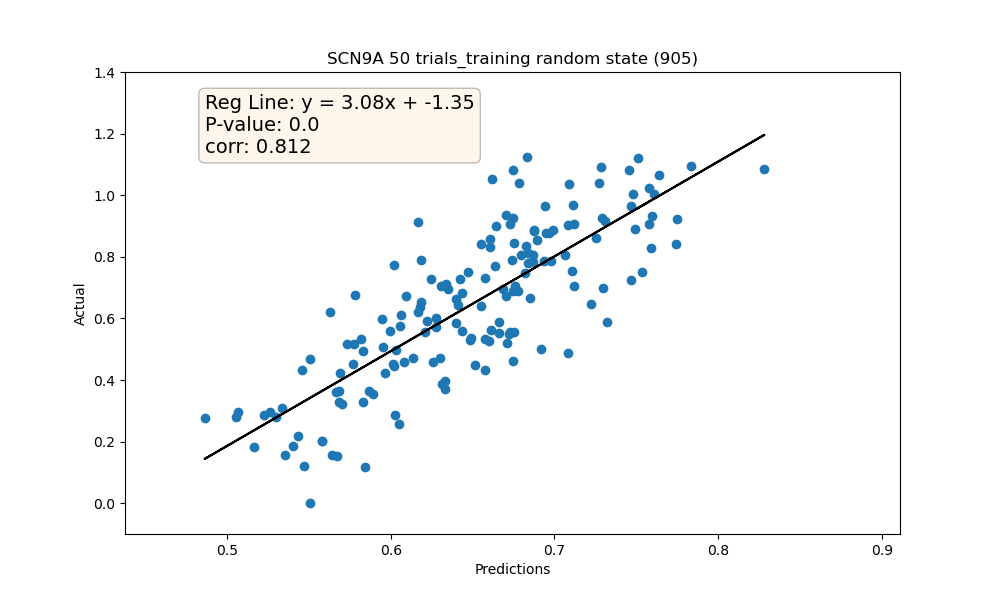 SCN9A 50 trials_training random state (905)
Reg Line: y = 3.08x + -1.35
P-value: 0.0
corr: 0.812
Actual
1.4
1.2
1.0
0.8
0.6
0.4
0.2
0.0
0.5 0.6 0.7 0.8 0.9
Predictions